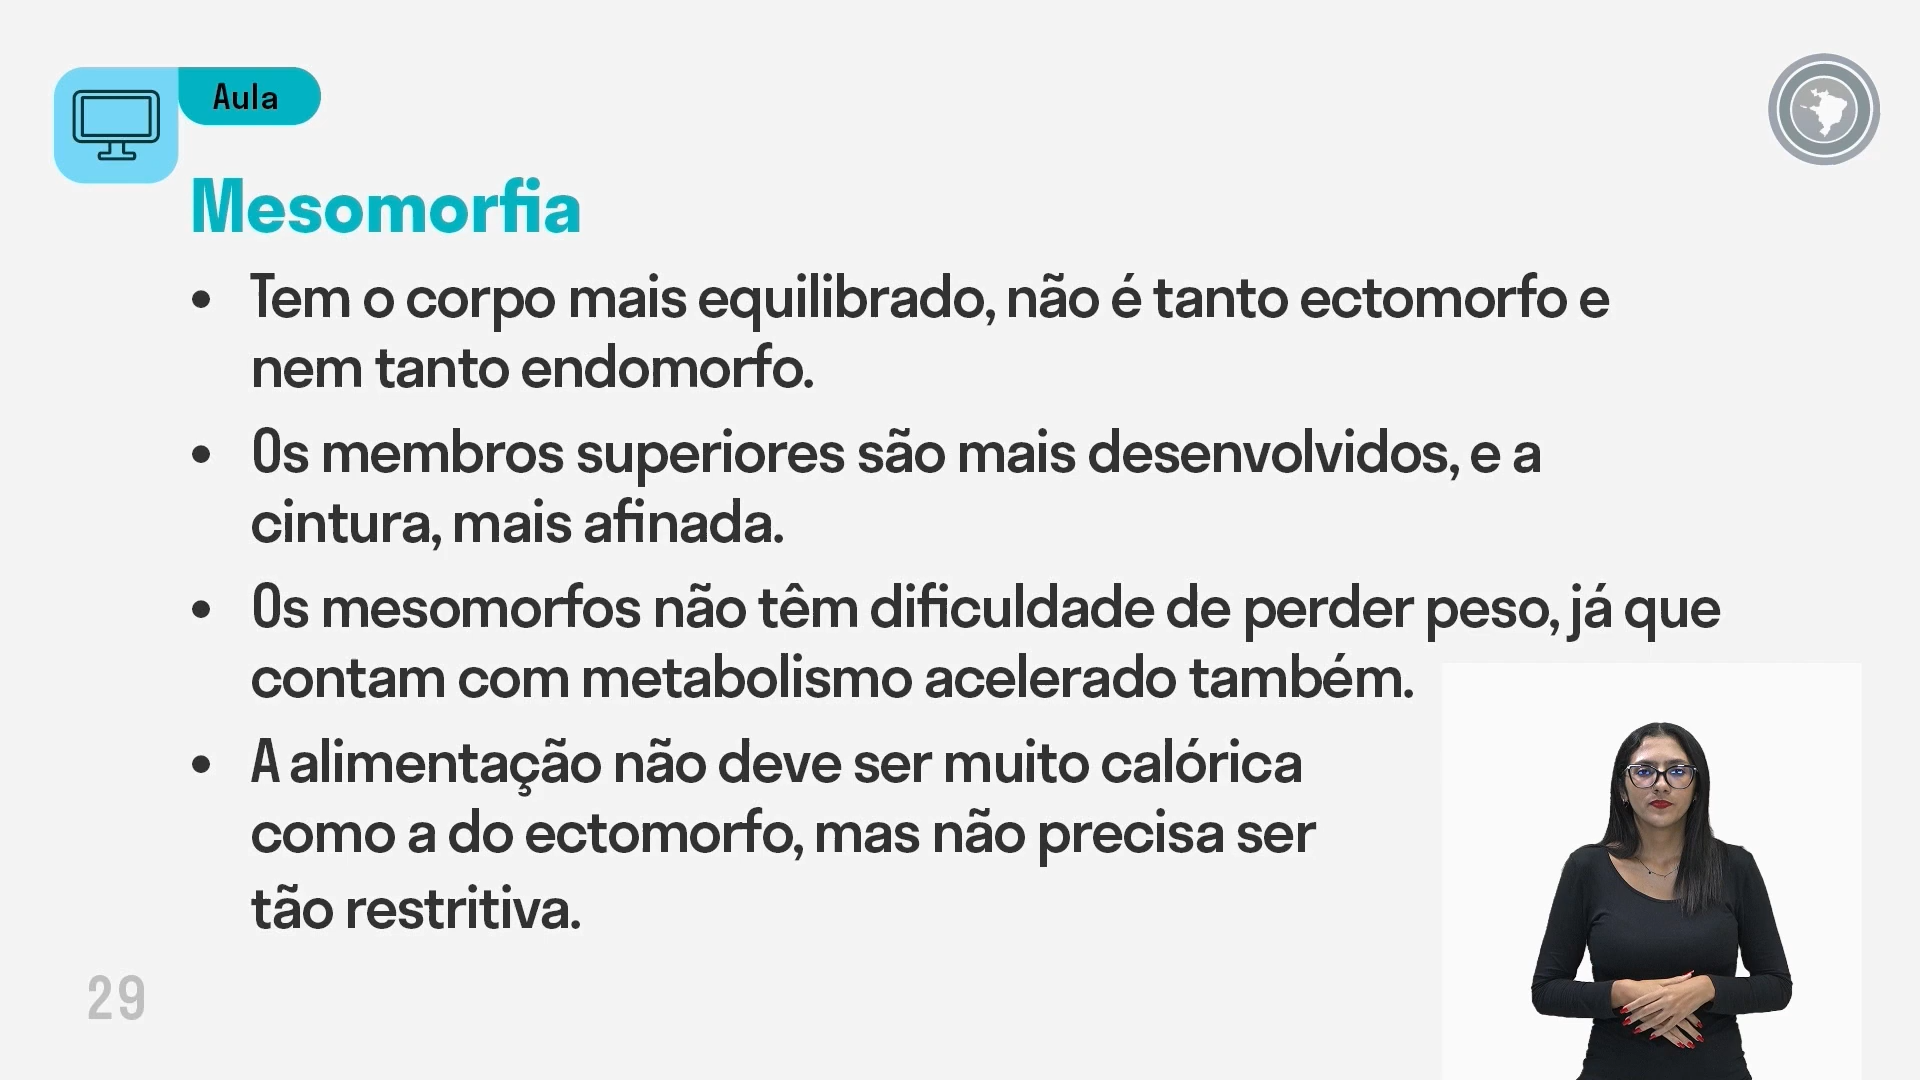 Aula
Mesomorfia
• Tem o corpo mais equilibrado, não é tanto ectomorfo e
nem tanto endomorfo.
• Os membros superiores são mais desenvolvidos, e a
cintura, mais afinada.
• Os mesomorfos não têm dificuldade de perder peso, já que
contam com metabolismo acelerado também.
• A alimentação não deve ser muito calórica
como a do ectomorfo, mas não precisa ser
tão restritiva.
29